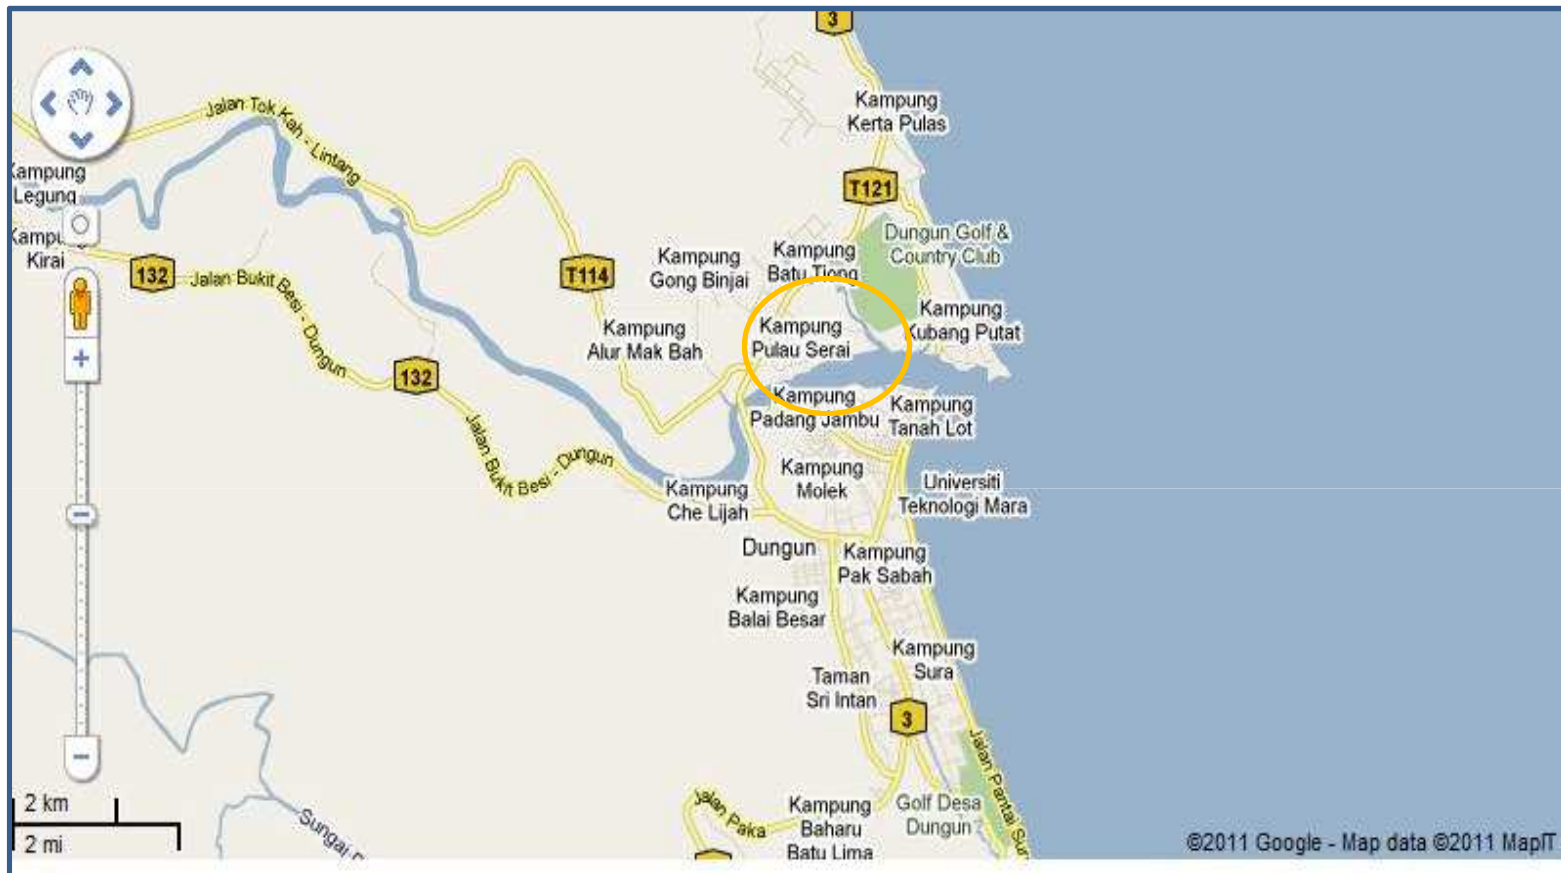 3
Kampung
Kerta Pulas
Jalan Tok Kah - Lintang
Kampung
Legung
T121
Dungun Golf &
Country Club
Kirai
132
Jalan Bukit Besi - Dungun
T114
Kampung
Gong Binjai
Kampung
Batu Tiong
Kampung
Kubang Putat
Kampung
Alur Mak Bah
Kampung
Pulau Serai
132
Kampung
Padang Jambu
Kampung
Tanah Lot
Jalan Bukit Besi - Dungun
Kampung
Molek
Universiti
Teknologi Mara
Kampung
Che Lijah
Dungun
Kampung
Pak Sabah
Kampung
Balai Besar
Kampung
Sura
Taman
Sri Intan
3
Jalan Pantai Sur
2 km
2 mi
Sungai
Jalan Paka
Kampung
Baharu
Batu Lima
Golf Desa
Dungun
©2011 Google - Map data ©2011 MapIT